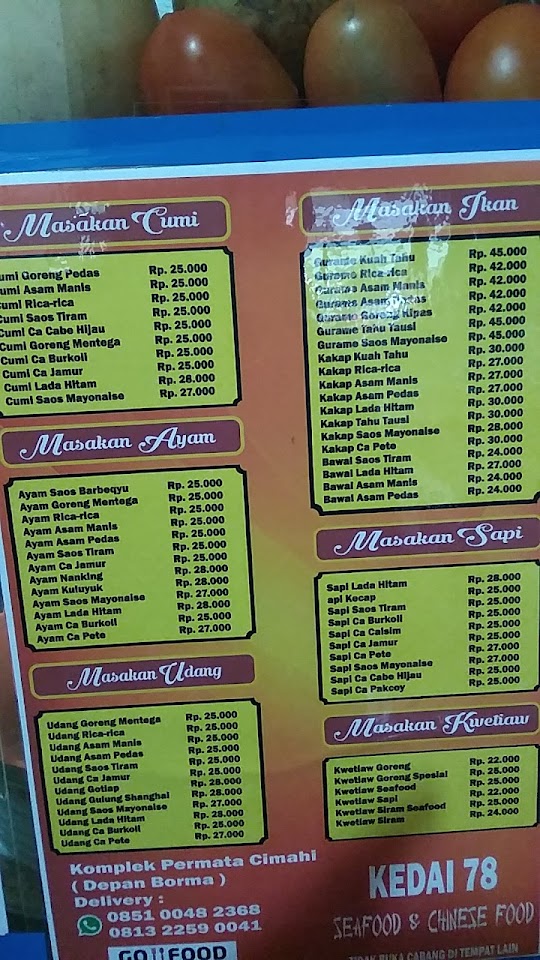 Masakan Cumi
umi Goreng Pedas Rp. 25.000
umi Asam Manis Rp. 25.000
umi Rica-rica Rp. 25.000
Cumi Saos Tiram Rp. 25.000
Cumi Ca Cabe Hijau Rp. 25.000
Cumi Goreng Mentega Rp. 25.000
Cumi Ca Burkoli Rp. 25.000
Cumi Ca Jamur Rp. 25.000
Cumi Lada Hitam Rp. 28.000
Cumi Saos Mayonaise Rp. 27.000
Masakan Ayam
Ayam Saos Barbeqyu Rp. 25.000
Ayam Goreng Mentega Rp. 25.000
Ayam Rica-rica Rp. 25.000
Ayam Asam Manis Rp. 25.000
Ayam Asam Pedas Rp. 25.000
Ayam Saos Tiram Rp. 25.000
Ayam Ca Jamur Rp. 25.000
Ayam Nanking Rp. 28.000
Ayam Kuluyuk Rp. 28.000
Ayam Saos Mayonaise Rp. 27.000
Ayam Lada Hitam Rp. 28.000
Ayam Ca Burkoli Rp. 25.000
Ayam Ca Pete Rp. 27.000
Masakan Udang
Udang Goreng Mentega Rp. 25.000
Udang Rica-rica Rp. 25.000
Udang Asam Manis Rp. 25.000
Udang Asam Pedas Rp. 25.000
Udang Saos Tiram Rp. 25.000
Udang Ca Jamur Rp. 25.000
Udang Gotiap Rp. 28.000
Udang Gulung Shanghai Rp. 28.000
Udang Saos Mayonaise Rp. 27.000
Udang Lada Hitam Rp. 28.000
Udang Ca Burkoli Rp. 25.000
Udang Ca Pete Rp. 27.000
Komplek Permata Cimahi
( Depan Borma )
Delivery :
0851 0048 2368
0813 2259 0041
GO FOOD
Masakan Ikan
Gurame Kuah Tahu Rp. 45.000
Gurame Rica-rica Rp. 42.000
Gurame Asam Manis Rp. 42.000
Gurame Asam Pedas Rp. 42.000
Gurame Goreng Kipas Rp. 42.000
Gurame Tahu Tausi Rp. 45.000
Gurame Saos Mayonaise Rp. 45.000
Kakap Kuah Tahu Rp. 30.000
Kakap Rica-rica Rp. 27.000
Kakap Asam Manis Rp. 27.000
Kakap Asam Pedas Rp. 27.000
Kakap Lada Hitam Rp. 30.000
Kakap Tahu Tausi Rp. 30.000
Kakap Saos Mayonaise Rp. 28.000
Kakap Ca Pete Rp. 30.000
Bawal Saos Tiram Rp. 24.000
Bawal Lada Hitam Rp. 27.000
Bawal Asam Manis Rp. 24.000
Bawal Asam Pedas Rp. 24.000
Masakan Sapi
Sapi Lada Hitam Rp. 28.000
api Kecap Rp. 25.000
Sapi Saos Tiram Rp. 25.000
Sapi Ca Burkoli Rp. 25.000
Sapi Ca Caisim Rp. 25.000
Sapi Ca Jamur Rp. 25.000
Sapi Ca Pete Rp. 27.000
Sapi Saos Mayonaise Rp. 27.000
Sapi Ca Cabe Hijau Rp. 25.000
Sapi Ca Pakcoy Rp. 25.000
Masakan Kwetiaw
Kwetiaw Goreng Rp. 22.000
Kwetiaw Goreng Spesial Rp. 25.000
Kwetiaw Seafood Rp. 25.000
Kwetiaw Sapi Rp. 22.000
Kwetiaw Siram Seafood Rp. 25.000
Kwetiaw Siram Rp. 24.000
KEDAI 78
SEAFOOD & CHINESE FOOD
TIDAK BUKA CABANG DI TEMPAT LAIN